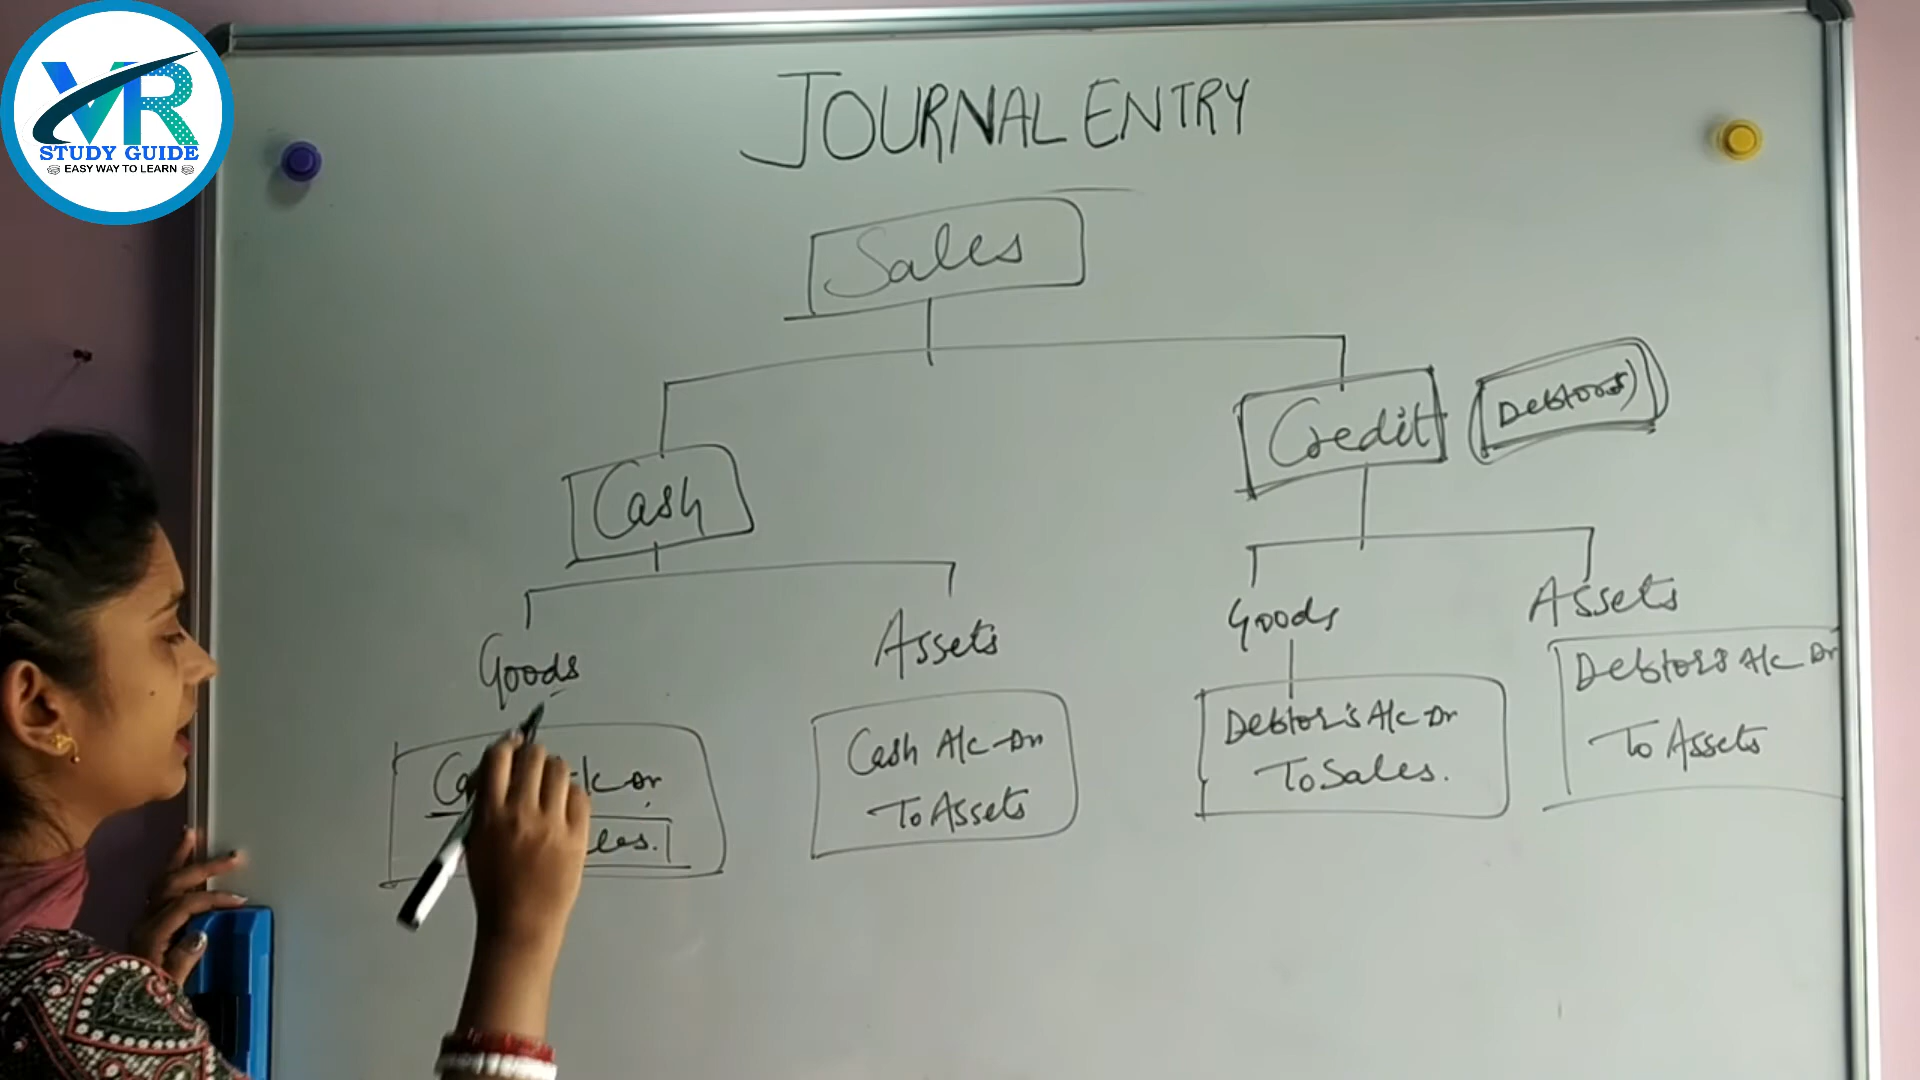 VR
STUDY GUIDE
EASY WAY TO LEARN
JOURNAL ENTRY
Sales
Cash
Credit
Debtors)
Goods
Assets
Goods
Assets
A/c Dr
Cash A/c Dr
To Assets
Debtor's A/c Dr
To Sales.
Debtors A/c Dr
To Assets